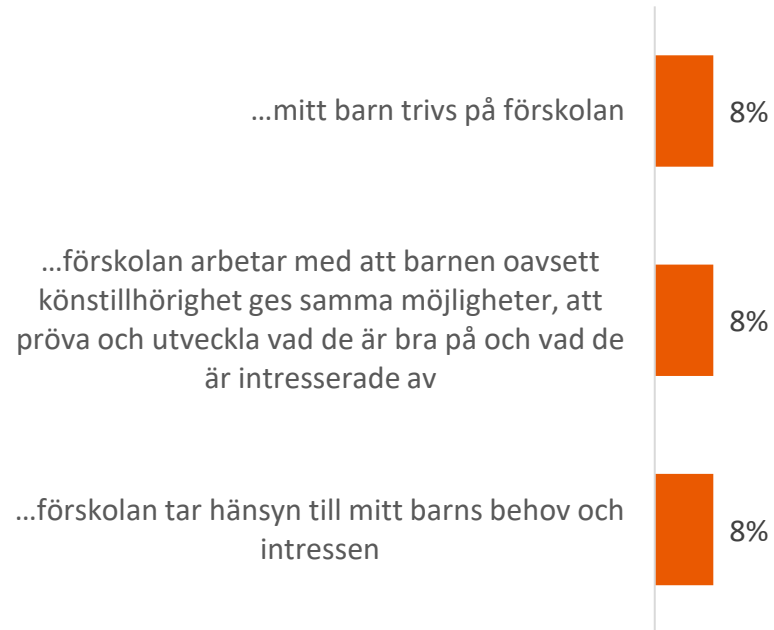 …mitt barn trivs på förskolan
8%
…förskolan arbetar med att barnen oavsett
könstillhörighet ges samma möjligheter, att
pröva och utveckla vad de är bra på och vad de
är intresserade av
8%
…förskolan tar hänsyn till mitt barns behov och
intressen
8%